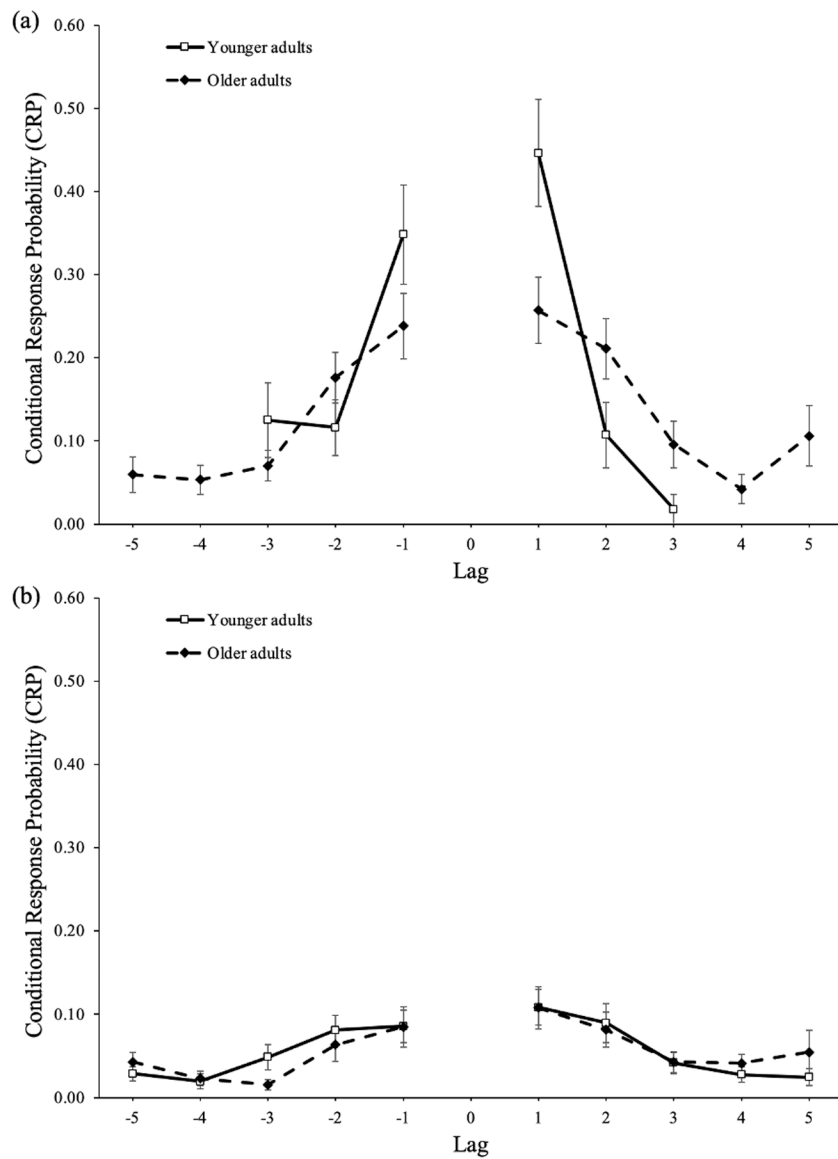 (a)
0.60
Younger adults
Older adults
0.50
0.40
0.30
0.20
0.10
0.00
Conditional Response Probability (CRP)
-5 -4 -3 -2 -1 0 1 2 3 4 5
Lag
(b)
0.60
Younger adults
Older adults
0.50
0.40
0.30
0.20
0.10
0.00
Conditional Response Probability (CRP)
-5 -4 -3 -2 -1 0 1 2 3 4 5
Lag